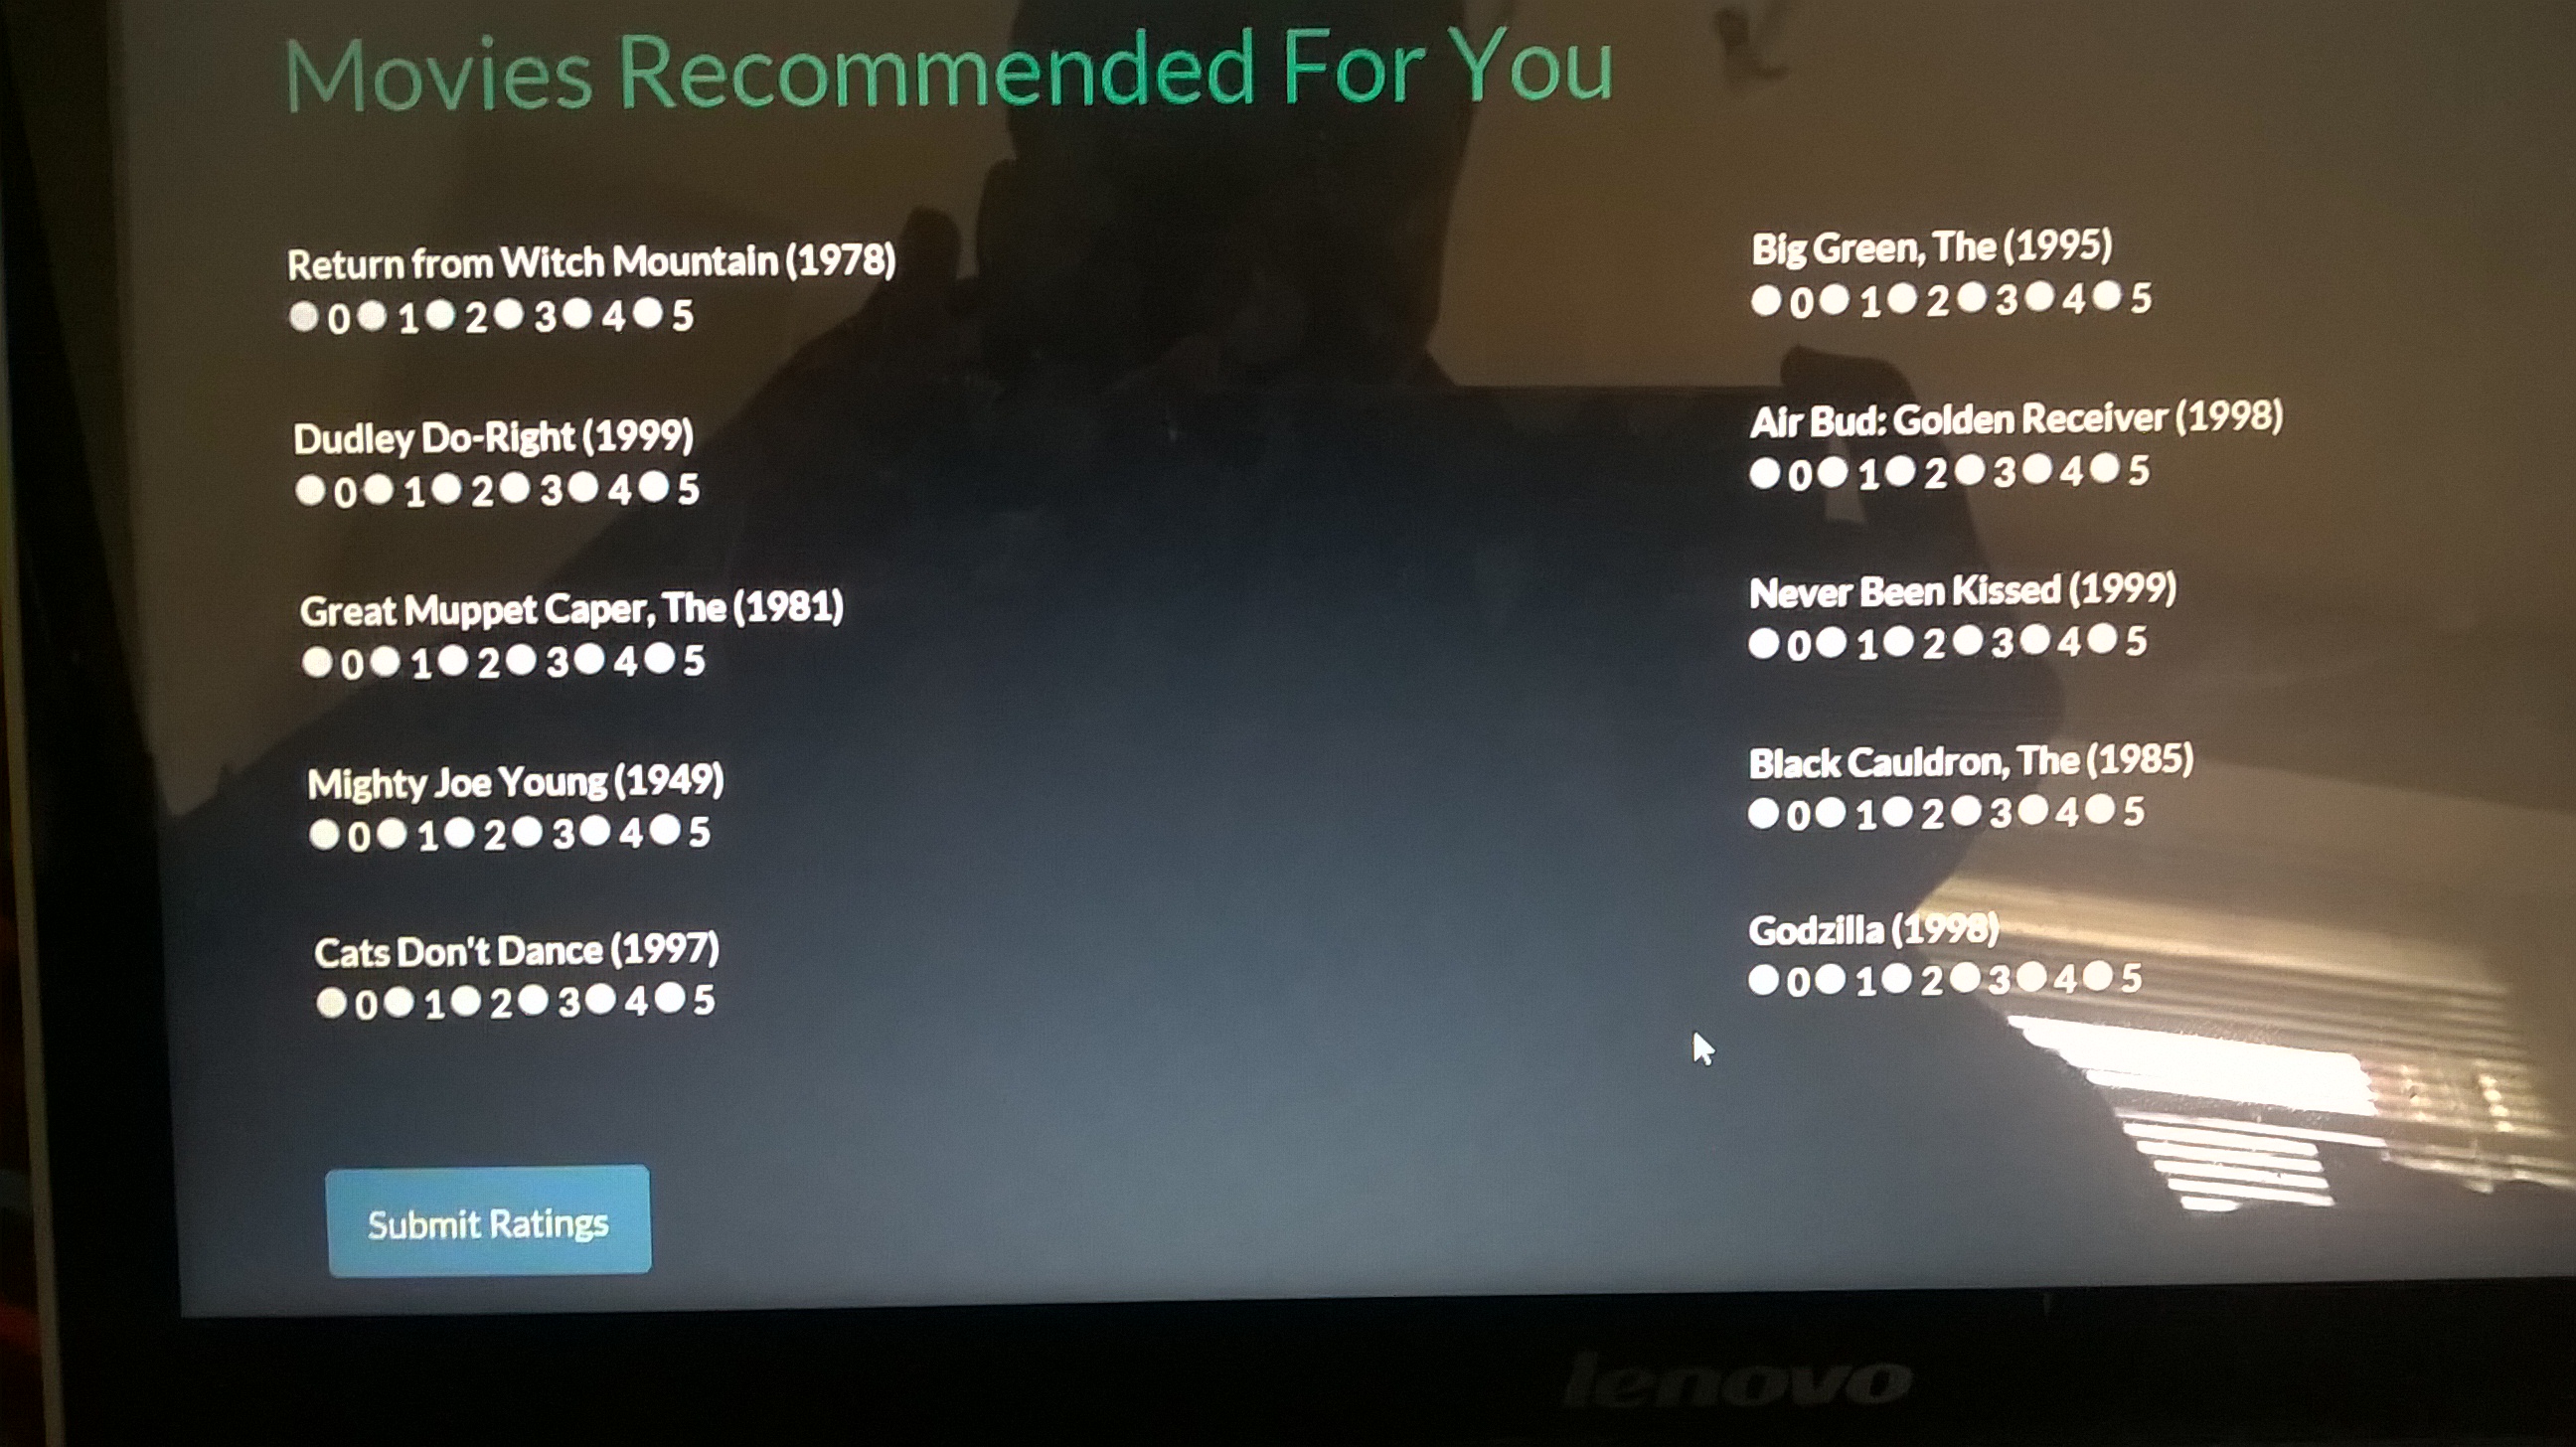 Movies Recommended For You
Return from Witch Mountain (1978)
0 1 2 3 4 5
Dudley Do-Right (1999)
0 1 2 3 4 5
Great Muppet Caper, The (1981)
0 1 2 3 4 5
Mighty Joe Young (1949)
0 1 2 3 4 5
Cats Don't Dance (1997)
0 1 2 3 4 5
Big Green, The (1995)
0 1 2 3 4 5
Air Bud: Golden Receiver (1998)
0 1 2 3 4 5
Never Been Kissed (1999)
0 1 2 3 4 5
Black Cauldron, The (1985)
0 1 2 3 4 5
Godzilla (1998)
0 1 2 3 4 5
Submit Ratings
lenovo